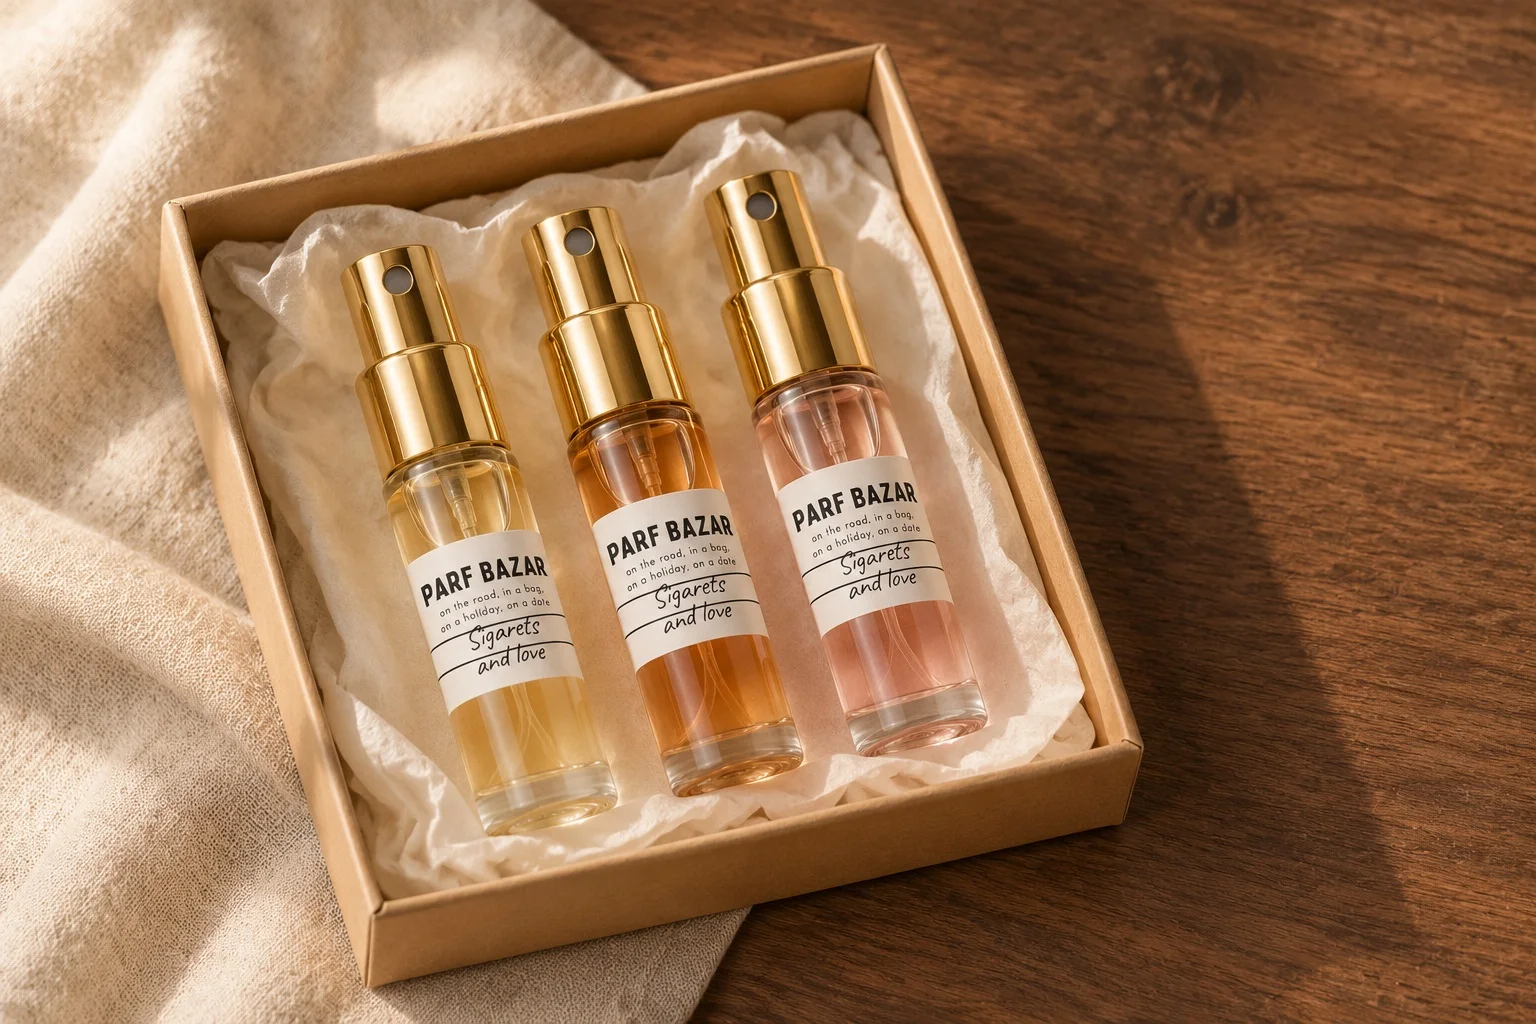 PARF BAZAR
on the road, in a bag,
on a holiday, on a date
Sigarets
and love
PARF BAZAR
on the road, in a bag,
on a holiday, on a date
Sigarets
and love
PARF BAZAR
on the road, in a bag,
on a holiday, on a date
Sigarets
and love